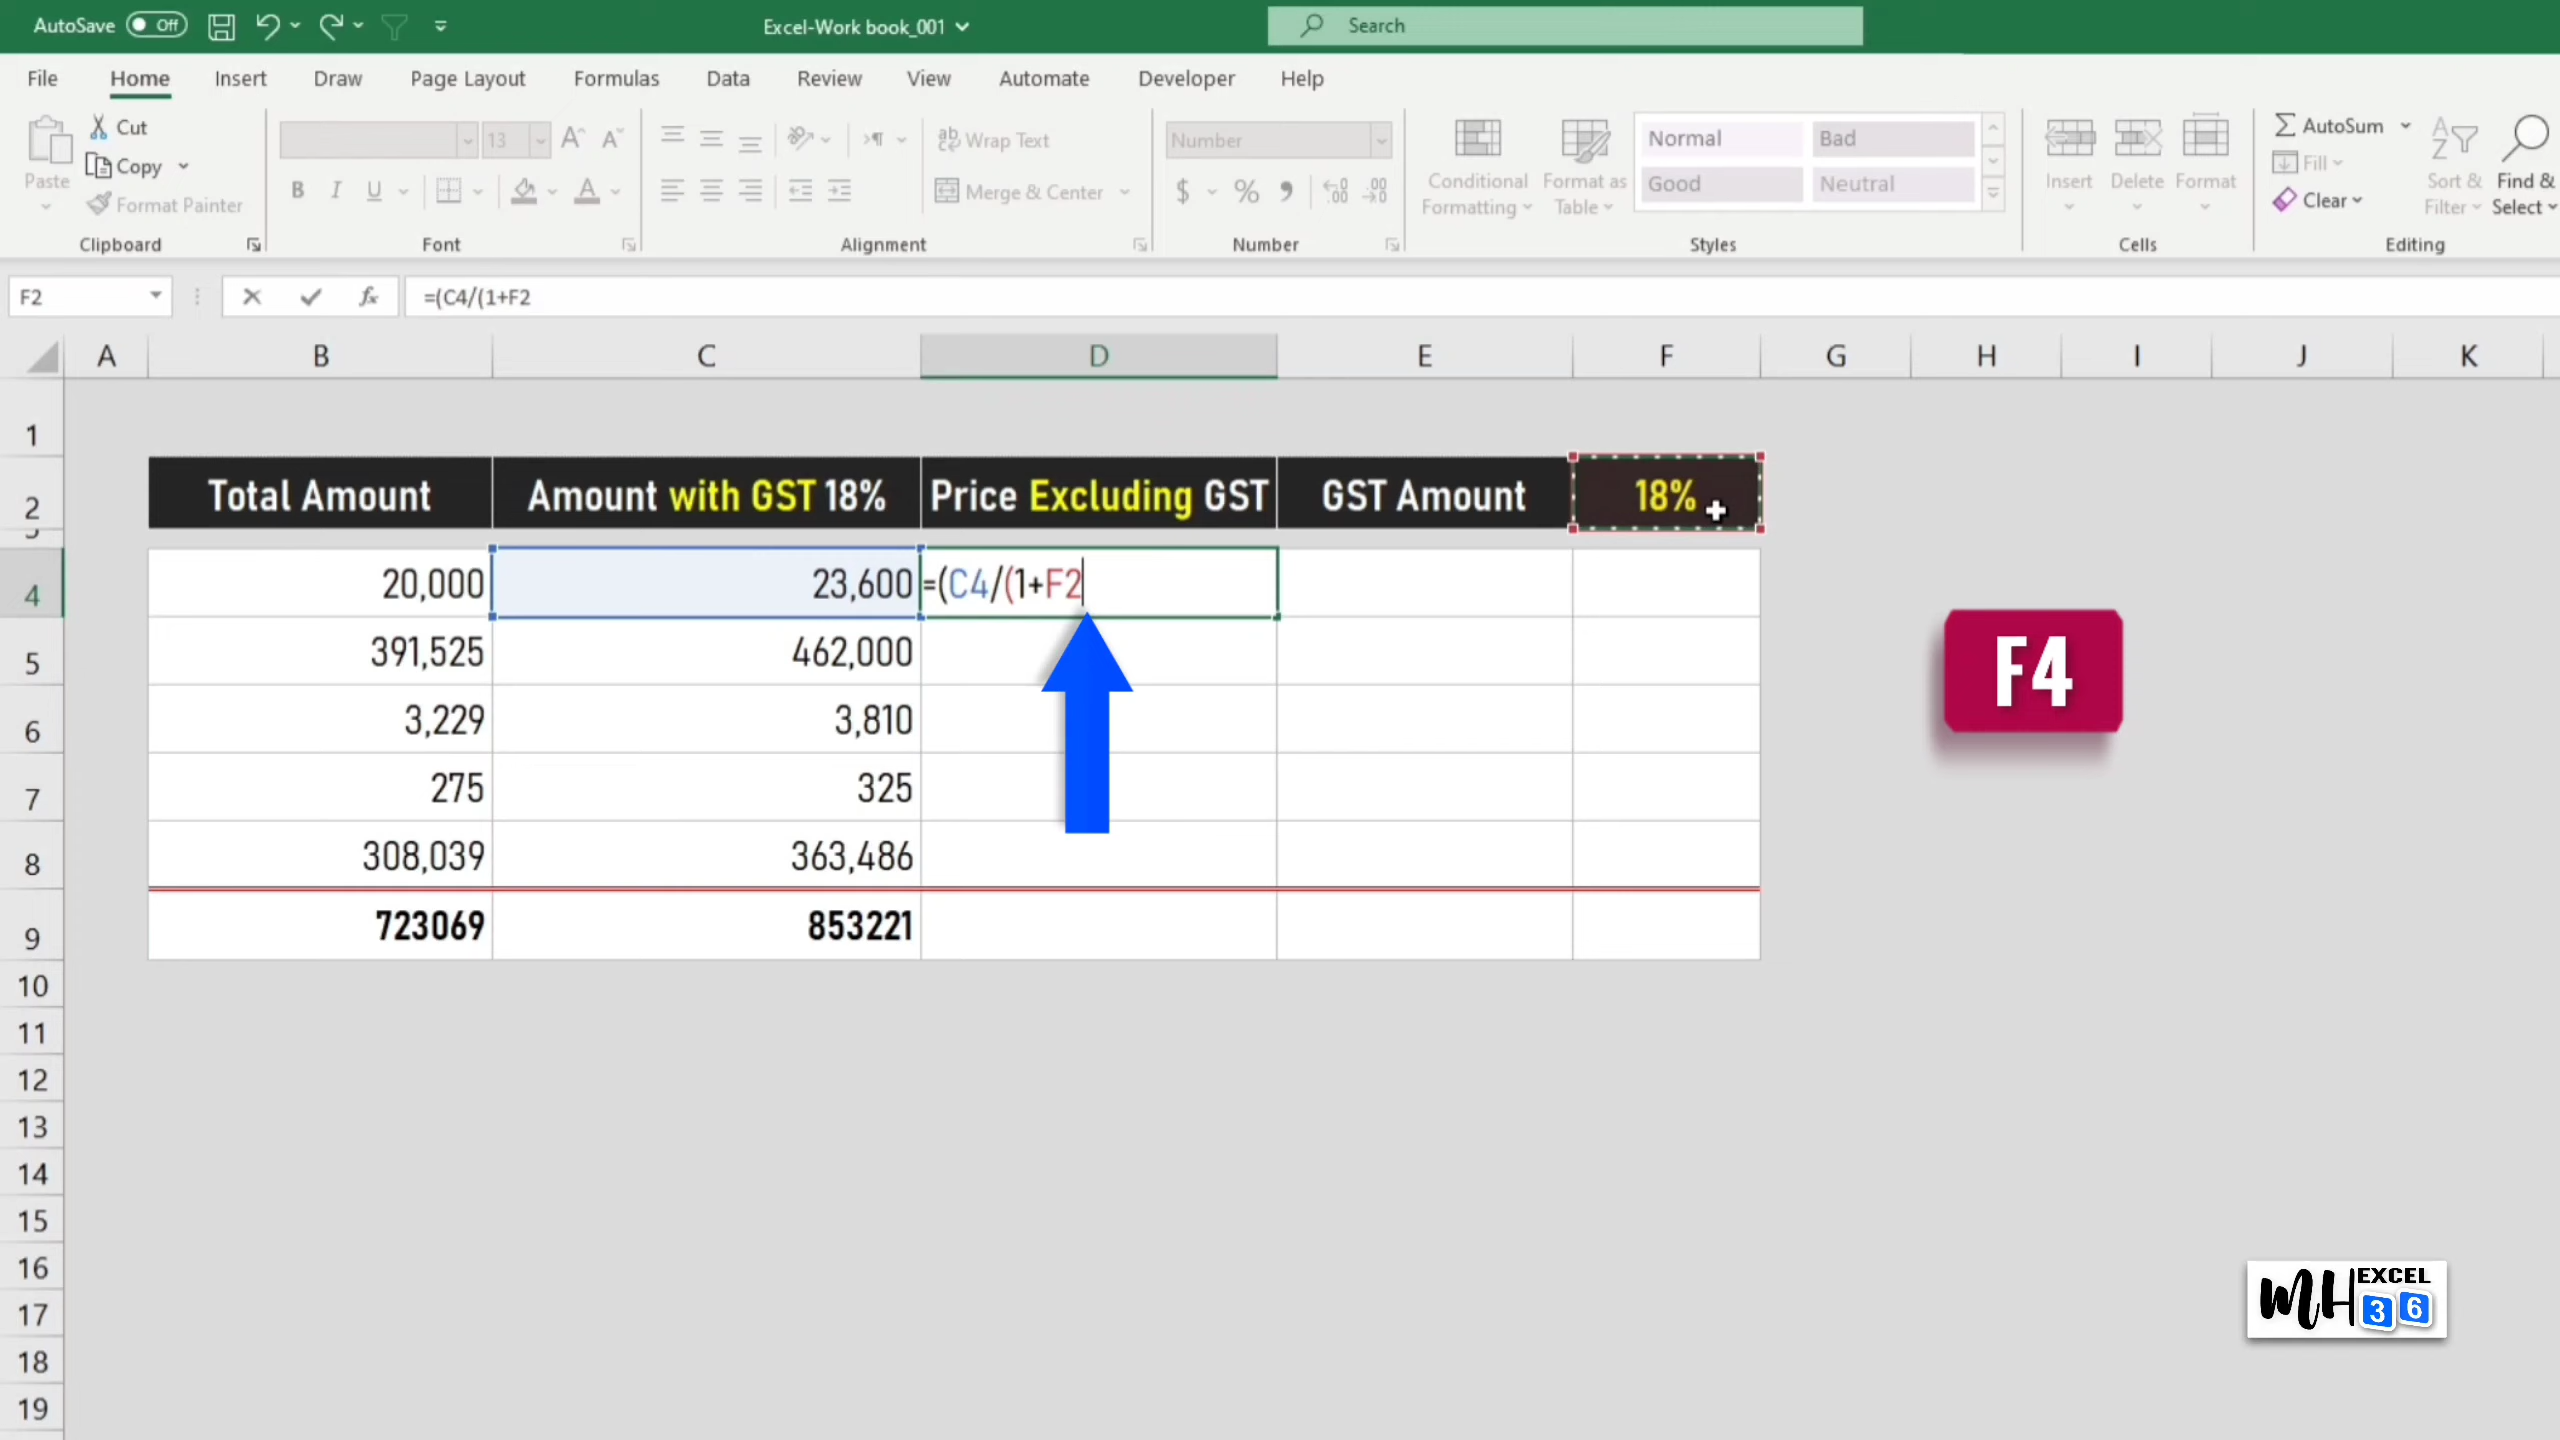 AutoSave Off
Excel-Work book_001
Search
File Home Insert Draw Page Layout Formulas Data Review View Automate Developer Help
Paste
Cut
Copy
Format Painter
Clipboard
13
Font
Wrap Text
Merge & Center
Alignment
Number
Number
Conditional Formatting
Format as Table
Normal Bad
Good Neutral
Styles
Insert Delete Format
Cells
AutoSum
Fill
Clear
Sort & Filter
Find & Select
Editing
F2
fx
=(C4/(1+F2
A B C D E F G H I J K
1
2 Total Amount Amount with GST 18% Price Excluding GST GST Amount 18%
3
4 20,000 23,600 =(C4/(1+F2
5 391,525 462,000
6 3,229 3,810
7 275 325
8 308,039 363,486
9 723069 853221
10
11
12
13
14
15
16
17
18
19
F4
MH EXCEL 36